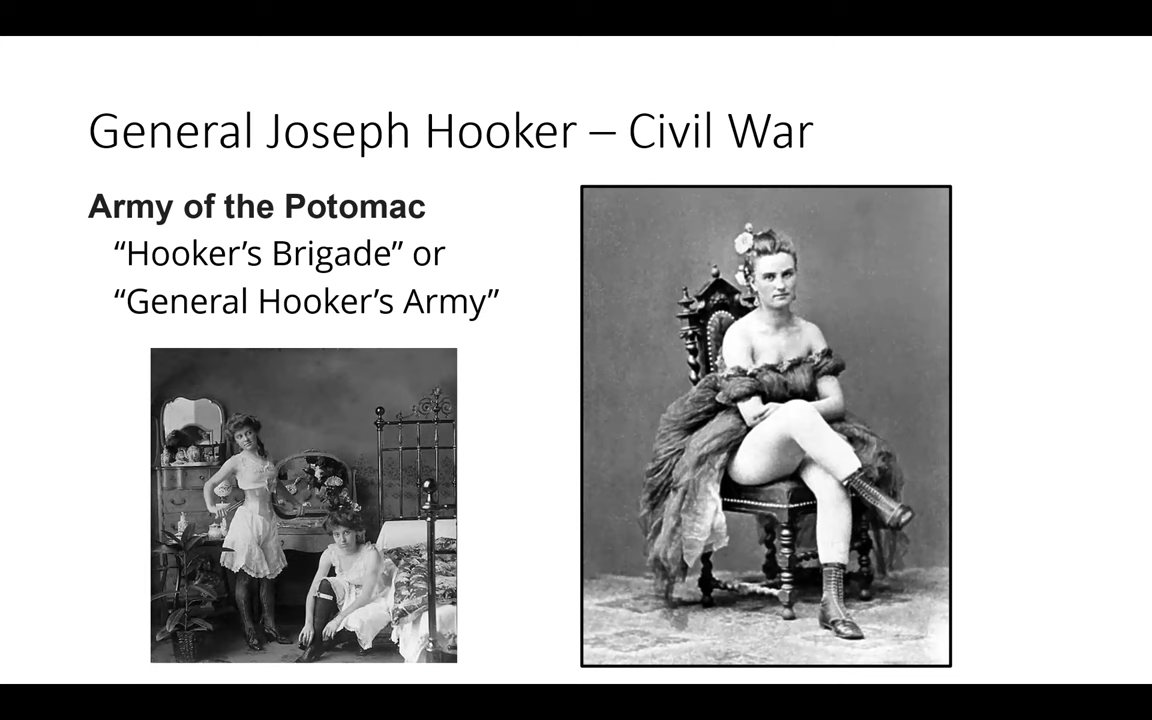 General Joseph Hooker – Civil War
Army of the Potomac
“Hooker’s Brigade” or
“General Hooker’s Army”